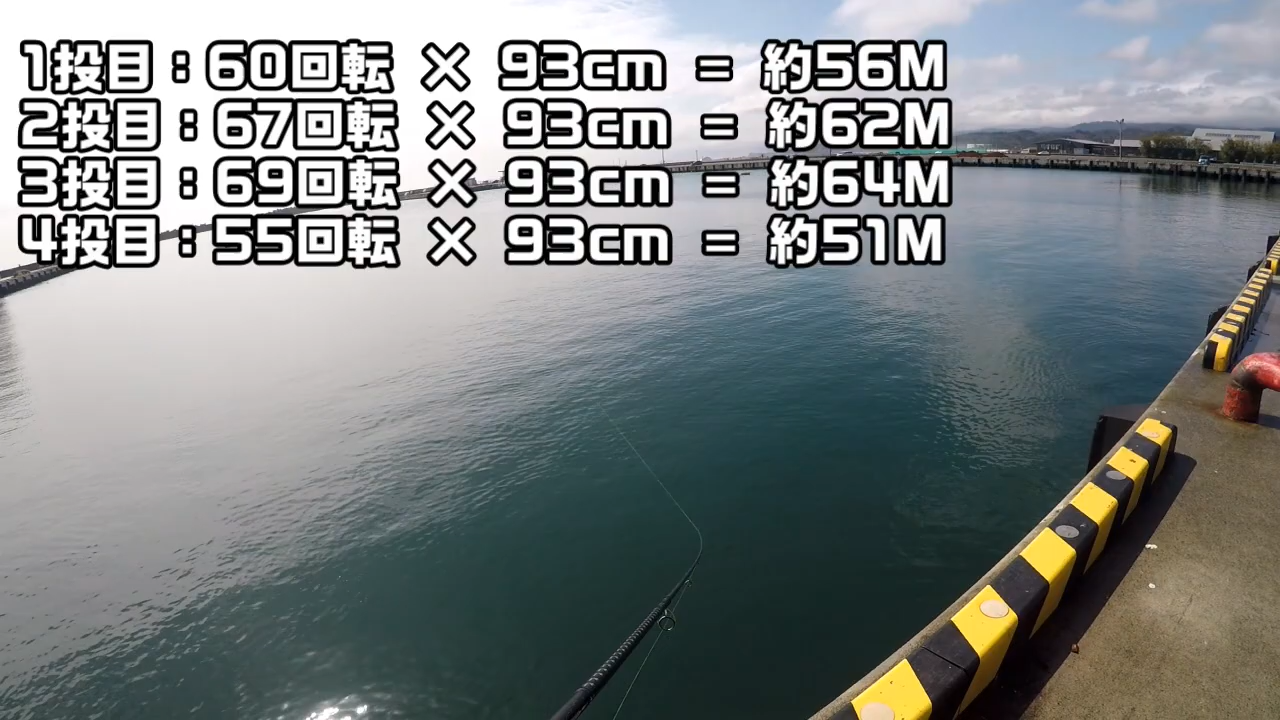 1投目：60回転 × 93cm = 約56M
2投目：67回転 × 93cm = 約62M
3投目：69回転 × 93cm = 約64M
4投目：55回転 × 93cm = 約51M